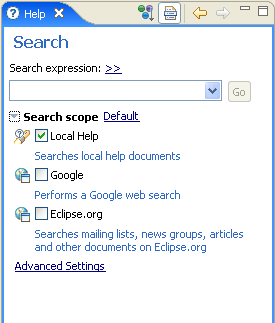 Help
Search
Search expression: >>
Go
Search scope Default
Local Help
Searches local help documents
Google
Performs a Google web search
Eclipse.org
Searches mailing lists, news groups, articles
and other documents on Eclipse.org
Advanced Settings